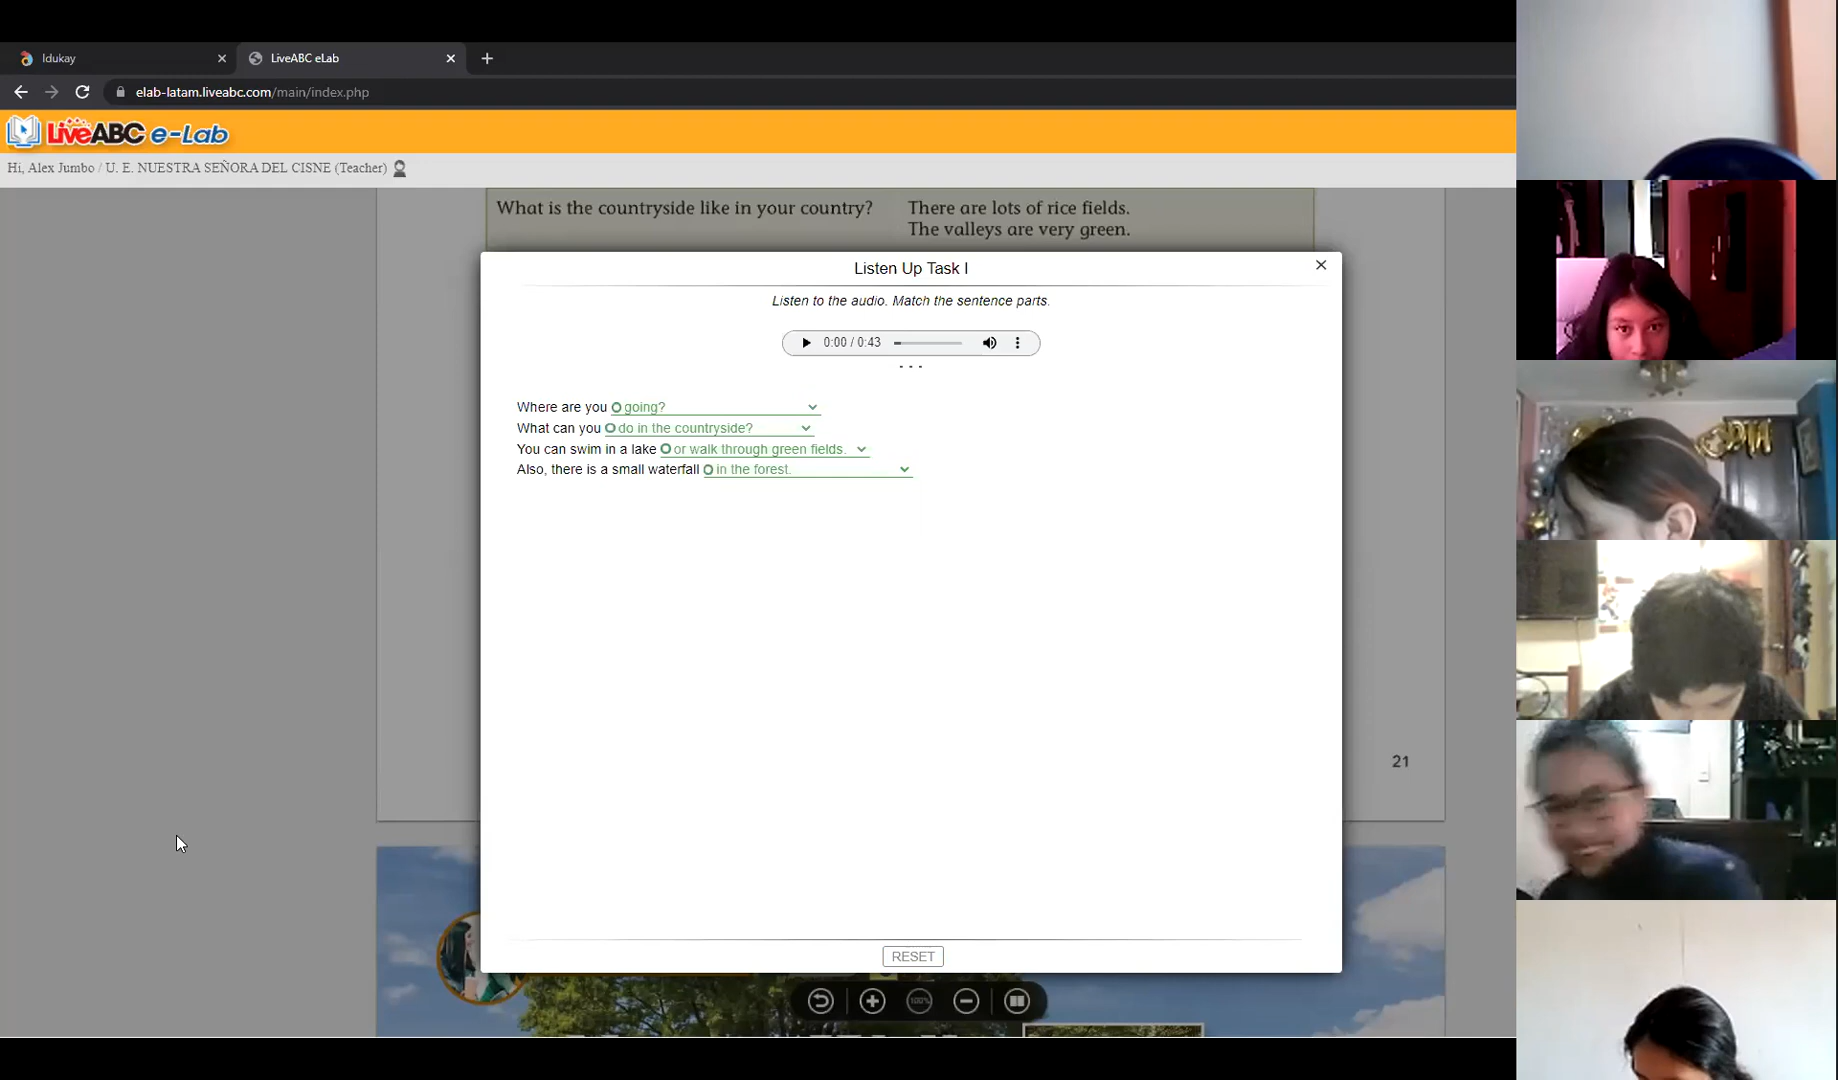 Idukay
LiveABC eLab
elab-latam.liveabc.com/main/index.php
LiveABC e-Lab
Hi, Alex Jumbo / U. E. NUESTRA SEÑORA DEL CISNE (Teacher)
What is the countryside like in your country? There are lots of rice fields.
The valleys are very green.
Listen Up Task I
Listen to the audio. Match the sentence parts.
0:00 / 0:43
Where are you O going?
What can you O do in the countryside?
You can swim in a lake O or walk through green fields.
Also, there is a small waterfall O in the forest.
21
RESET
100%